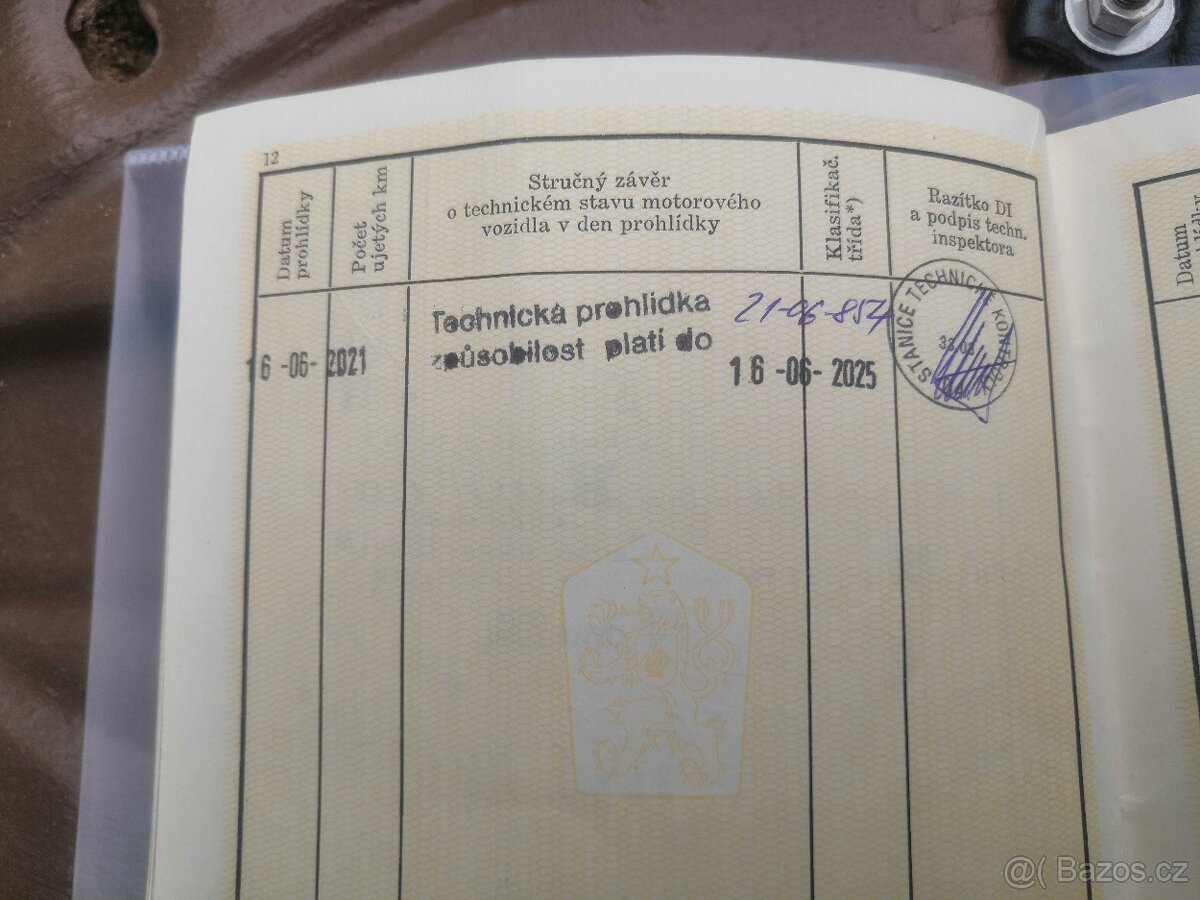 12
Datum
prohlídky
Počet
ujetých km
Stručný závěr
o technickém stavu motorového
vozidla v den prohlídky
Klasifikač.
třída*)
Razítko DI
a podpis techn.
inspektora
Datum
16 -06- 2021
Technická prohlídka
způsobilost platí do
21-06-854
16 -06- 2025
STANICE TECHNICKÉ
@( Bazos.cz